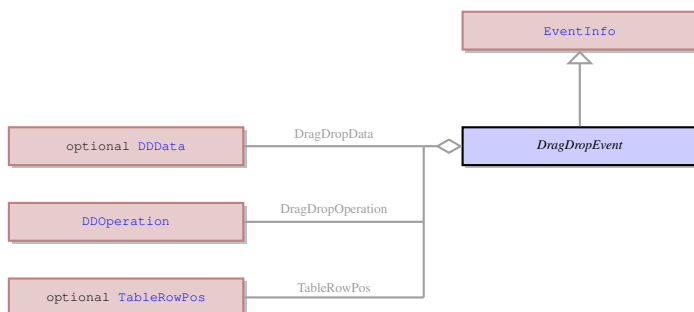 EventInfo
DragDropData
optional DDData
DragDropEvent
DragDropOperation
DDOperation
TableRowPos
optional TableRowPos